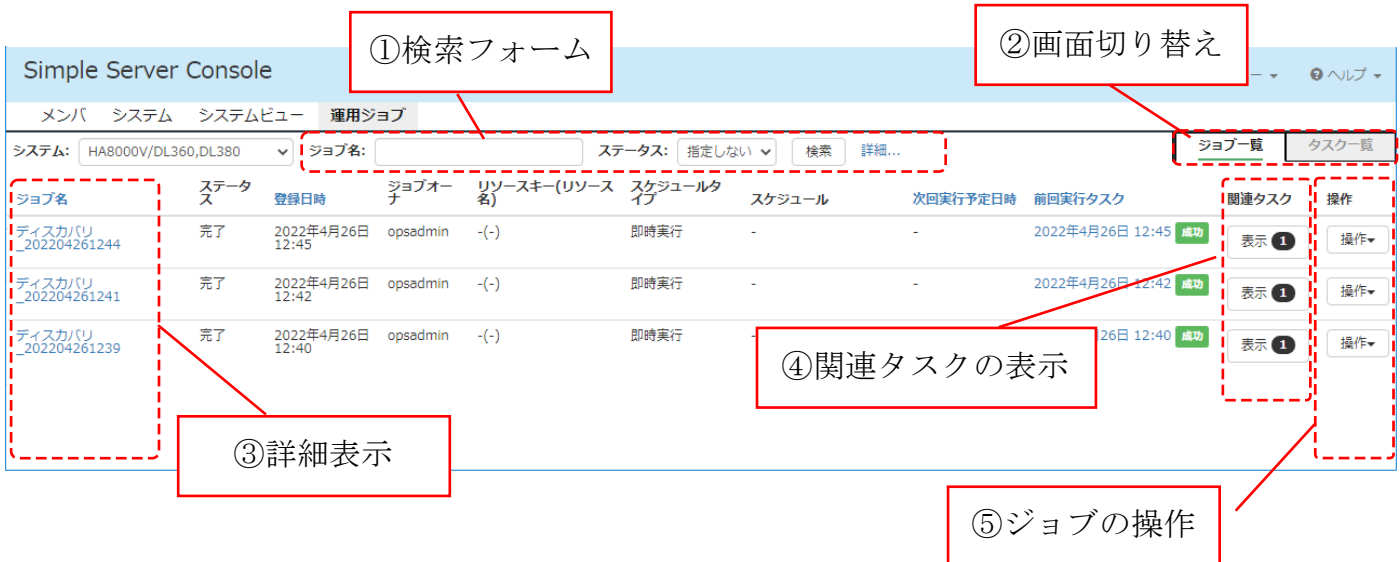 ①検索フォーム
②画面切り替え
Simple Server Console
ー ヘルプ
メンバ システム システムビュー 運用ジョブ
システム: HA8000V/DL360,DL380 ジョブ名: ステータス: 指定しない 検索 詳細... ジョブ一覧 タスク一覧
ジョブ名 ステータス 登録日時 ジョブオーナ リソースキー(リソース名) スケジュールタイプ スケジュール 次回実行予定日時 前回実行タスク 関連タスク 操作
ディスカバリ_202204261244 完了 2022年4月26日 12:45 opsadmin -(-) 即時実行 - - 2022年4月26日 12:45 成功 表示 1 操作
ディスカバリ_202204261241 完了 2022年4月26日 12:42 opsadmin -(-) 即時実行 - - 2022年4月26日 12:42 成功 表示 1 操作
ディスカバリ_202204261239 完了 2022年4月26日 12:40 opsadmin -(-) 即時実行 - 26日 12:40 成功 表示 1 操作
④関連タスクの表示
③詳細表示
⑤ジョブの操作